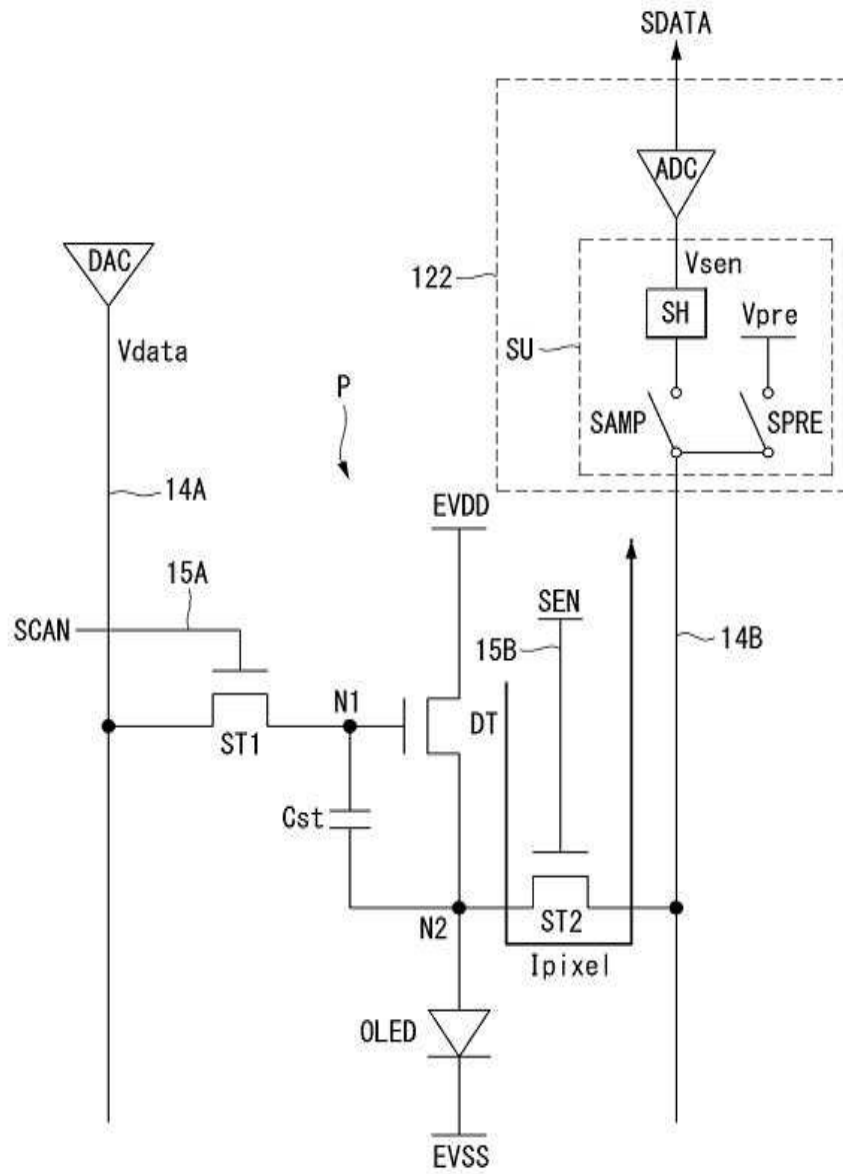 SDATA
ADC
DAC
122
Vsen
SH
Vpre
SU
Vdata
P
SAMP
SPRE
14A
EVDD
15A
SCAN
SEN
15B
14B
N1
DT
ST1
Cst
N2
ST2
Ipixel
OLED
EVSS